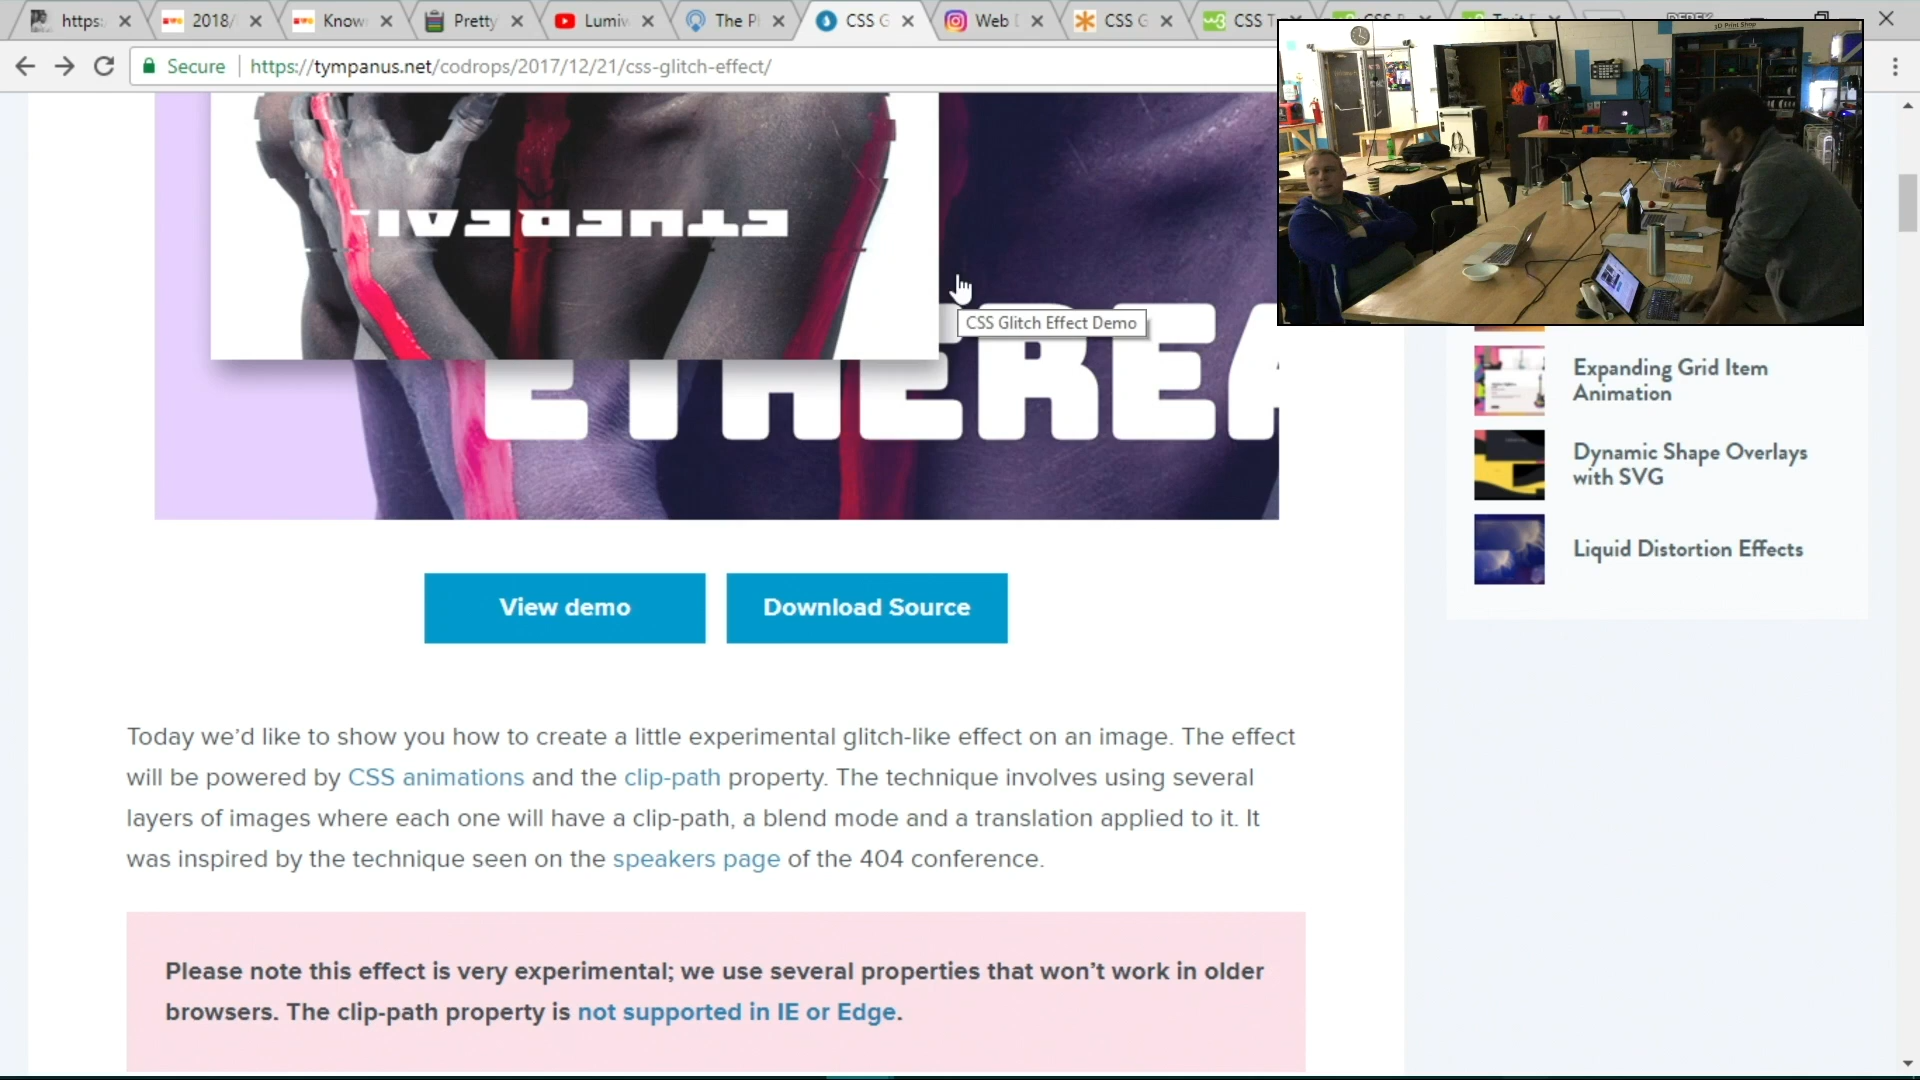 https:
2018/
Know
Pretty
Lumiw
The P
CSS G
Web
CSS G
CSS T
DEREK
Secure
https://tympanus.net/codrops/2017/12/21/css-glitch-effect/
3D Print Shop
ETHEREAL
ETHEREA
CSS Glitch Effect Demo
Expanding Grid Item
Animation
Dynamic Shape Overlays
with SVG
Liquid Distortion Effects
View demo
Download Source
Today we’d like to show you how to create a little experimental glitch-like effect on an image. The effect
will be powered by CSS animations and the clip-path property. The technique involves using several
layers of images where each one will have a clip-path, a blend mode and a translation applied to it. It
was inspired by the technique seen on the speakers page of the 404 conference.
Please note this effect is very experimental; we use several properties that won’t work in older
browsers. The clip-path property is not supported in IE or Edge.